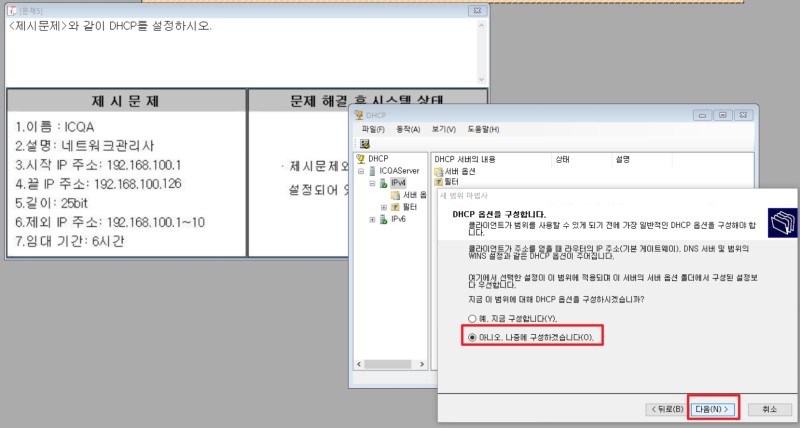 [문제5]
<제시문제>와 같이 DHCP를 설정하시오.
제 시 문 제
1.이름 : ICQA
2.설명: 네트워크관리사
3.시작 IP 주소: 192.168.100.1
4.끝 IP 주소: 192.168.100.126
5.길이: 25bit
6.제외 IP 주소: 192.168.100.1~10
7.임대 기간: 6시간
문제 해결 후 시스템 상태
· 제시문제와
설정되어 있
DHCP
파일(F) 동작(A) 보기(V) 도움말(H)
DHCP
ICQAServer
IPv4
서버 옵
필터
IPv6
DHCP 서버의 내용 상태 설명
서버 옵션
필터
새 범위 마법사
DHCP 옵션을 구성합니다.
클라이언트가 범위를 사용할 수 있게 되기 전에 가장 일반적인 DHCP 옵션을 구성해야 합
니다.
클라이언트가 주소를 얻을 때 라우터의 IP 주소(기본 게이트웨이), DNS 서버 및 범위의
WINS 설정과 같은 DHCP 옵션이 주어집니다.
여기에서 선택한 설정이 이 범위에 적용되며 이 서버의 서버 옵션 폴더에서 구성된 설정보
다 우선합니다.
지금 이 범위에 대해 DHCP 옵션을 구성하시겠습니까?
예, 지금 구성합니다(Y).
아니오, 나중에 구성하겠습니다(O).
< 뒤로(B) 다음(N) > 취소